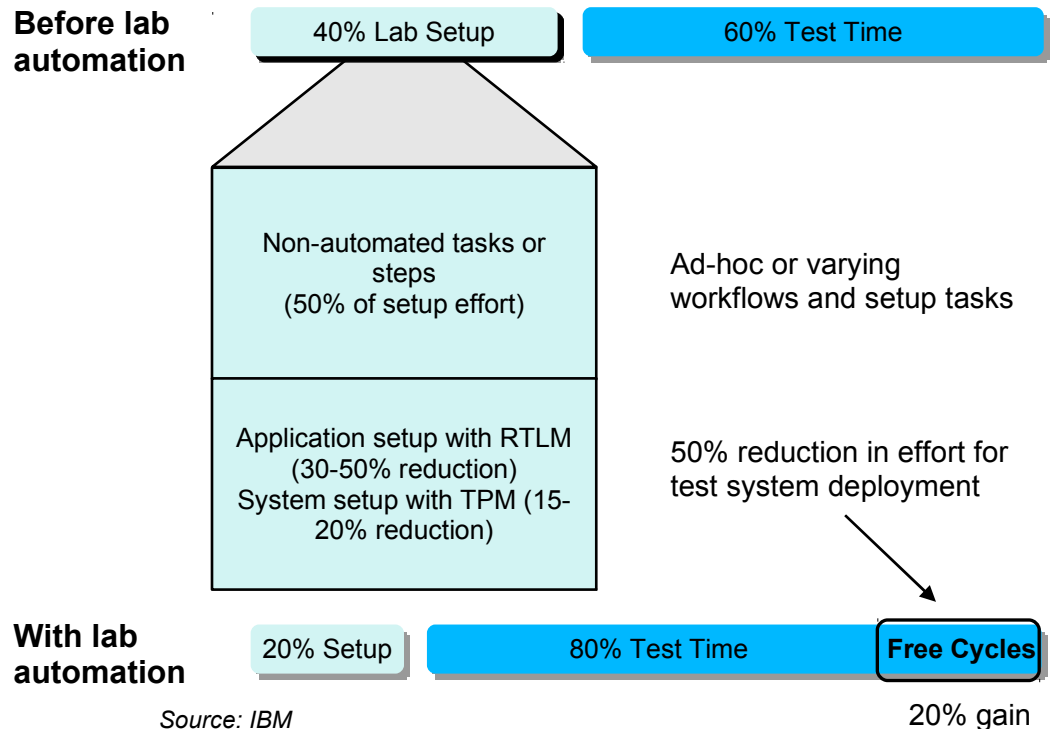 Before lab
automation
40% Lab Setup
60% Test Time
Non-automated tasks or
steps
(50% of setup effort)
Ad-hoc or varying
workflows and setup tasks
Application setup with RTLM
(30-50% reduction)
System setup with TPM (15-
20% reduction)
50% reduction in effort for
test system deployment
With lab
automation
20% Setup
80% Test Time
Free Cycles
Source: IBM
20% gain